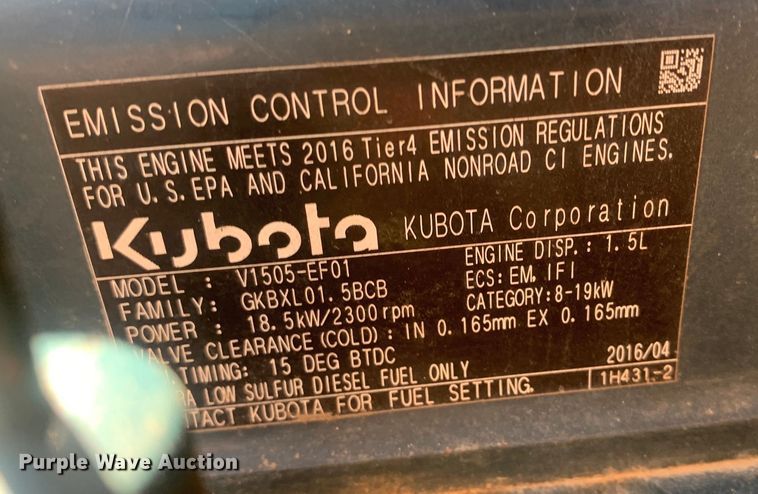 EMISSION CONTROL INFORMATION
THIS ENGINE MEETS 2016 Tier4 EMISSION REGULATIONS
FOR U.S.EPA AND CALIFORNIA NONROAD CI ENGINES.
Kubota KUBOTA Corporation
MODEL : V1505-EF01 ENGINE DISP.: 1.5L
FAMILY: GKBXL01.5BCB ECS:EM,IFI
POWER : 18.5kW/2300rpm CATEGORY:8-19kW
VALVE CLEARANCE(COLD): IN 0.165mm EX 0.165mm
TIMING: 15 DEG BTDC 2016/04
LOW SULFUR DIESEL FUEL ONLY
KUBOTA FOR FUEL SETTING. 1H431-2
Purple Wave Auction